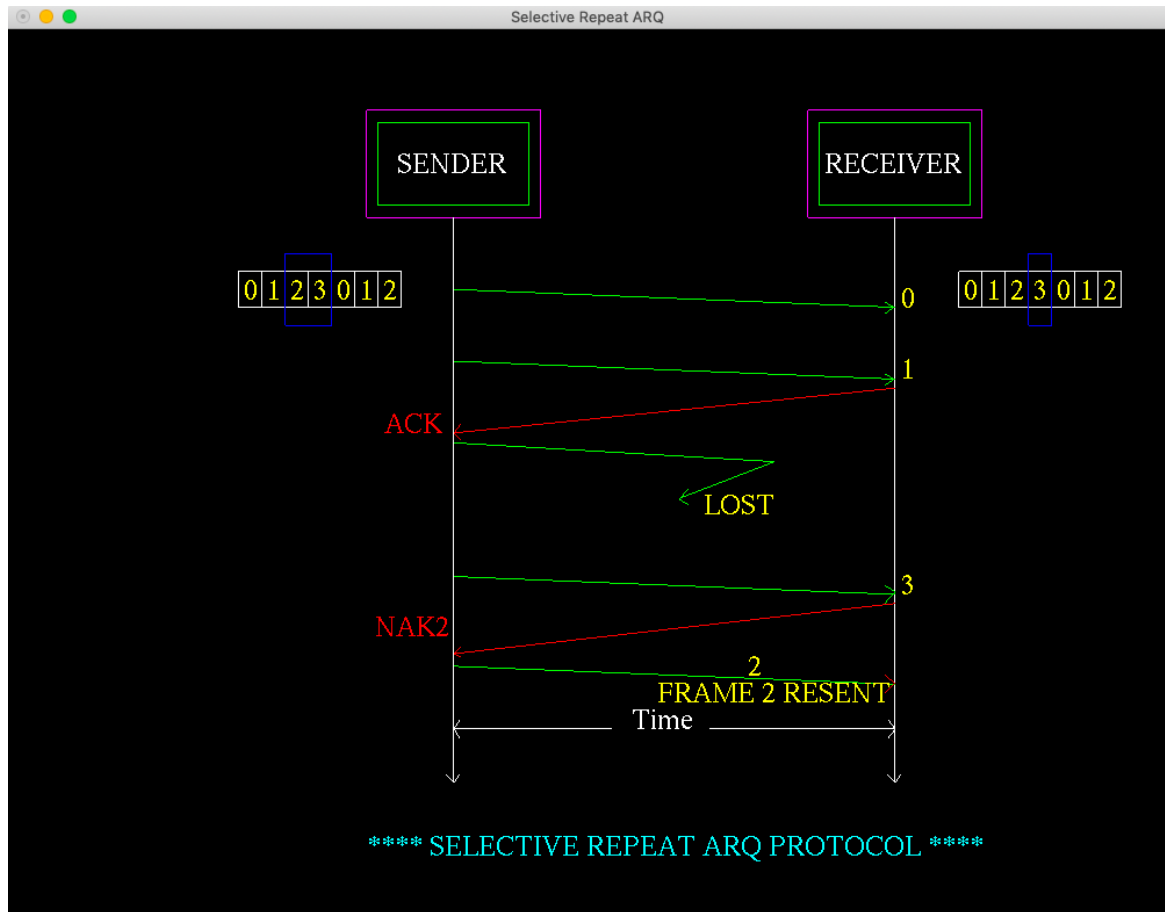 Selective Repeat ARQ
SENDER
RECEIVER
0 1 2 3 0 1 2
0
0 1 2 3 0 1 2
1
ACK
LOST
3
NAK2
2
FRAME 2 RESENT
Time
**** SELECTIVE REPEAT ARQ PROTOCOL ****